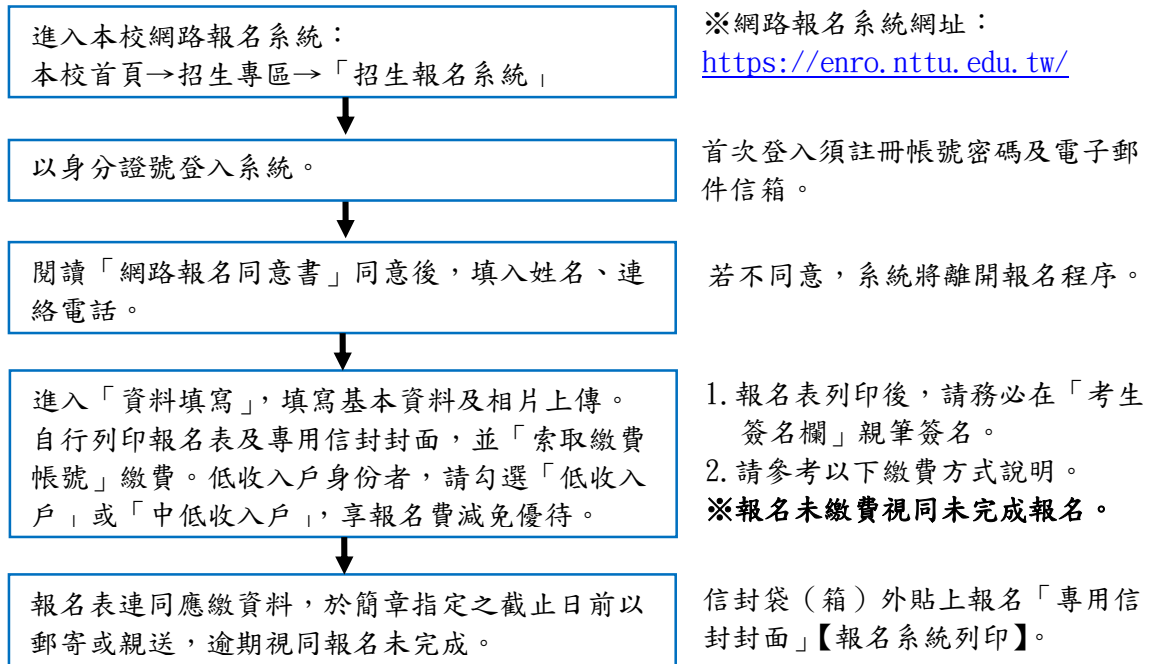 進入本校網路報名系統：
本校首頁→招生專區→「招生報名系統」
※網路報名系統網址：
https://enro.nttu.edu.tw/
以身分證號登入系統。
首次登入須註冊帳號密碼及電子郵
件信箱。
閱讀「網路報名同意書」同意後，填入姓名、連
絡電話。
若不同意，系統將離開報名程序。
進入「資料填寫」，填寫基本資料及相片上傳。
自行列印報名表及專用信封封面，並「索取繳費
帳號」繳費。低收入戶身份者，請勾選「低收入
戶」或「中低收入戶」，享報名費減免優待。
1.報名表列印後，請務必在「考生
簽名欄」親筆簽名。
2.請參考以下繳費方式說明。
※報名未繳費視同未完成報名。
報名表連同應繳資料，於簡章指定之截止日前以
郵寄或親送，逾期視同報名未完成。
信封袋（箱）外貼上報名「專用信
封封面」【報名系統列印】。